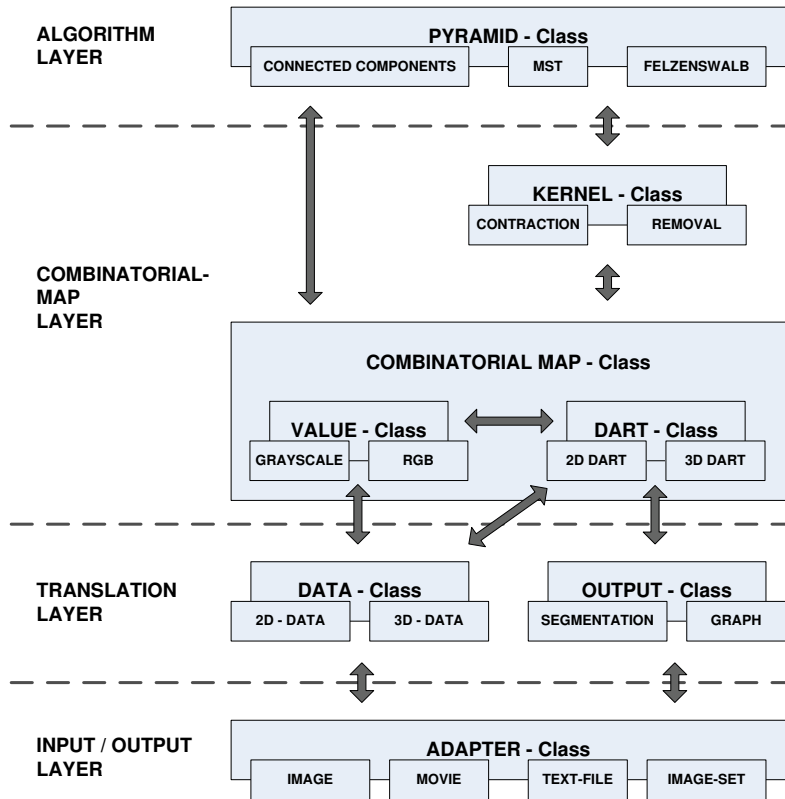 ALGORITHM
LAYER
PYRAMID - Class
CONNECTED COMPONENTS
MST
FELZENSWALB
KERNEL - Class
CONTRACTION
REMOVAL
COMBINATORIAL-
MAP
LAYER
COMBINATORIAL MAP - Class
VALUE - Class
GRAYSCALE
RGB
DART - Class
2D DART
3D DART
TRANSLATION
LAYER
DATA - Class
2D - DATA
3D - DATA
OUTPUT - Class
SEGMENTATION
GRAPH
INPUT / OUTPUT
LAYER
ADAPTER - Class
IMAGE
MOVIE
TEXT-FILE
IMAGE-SET